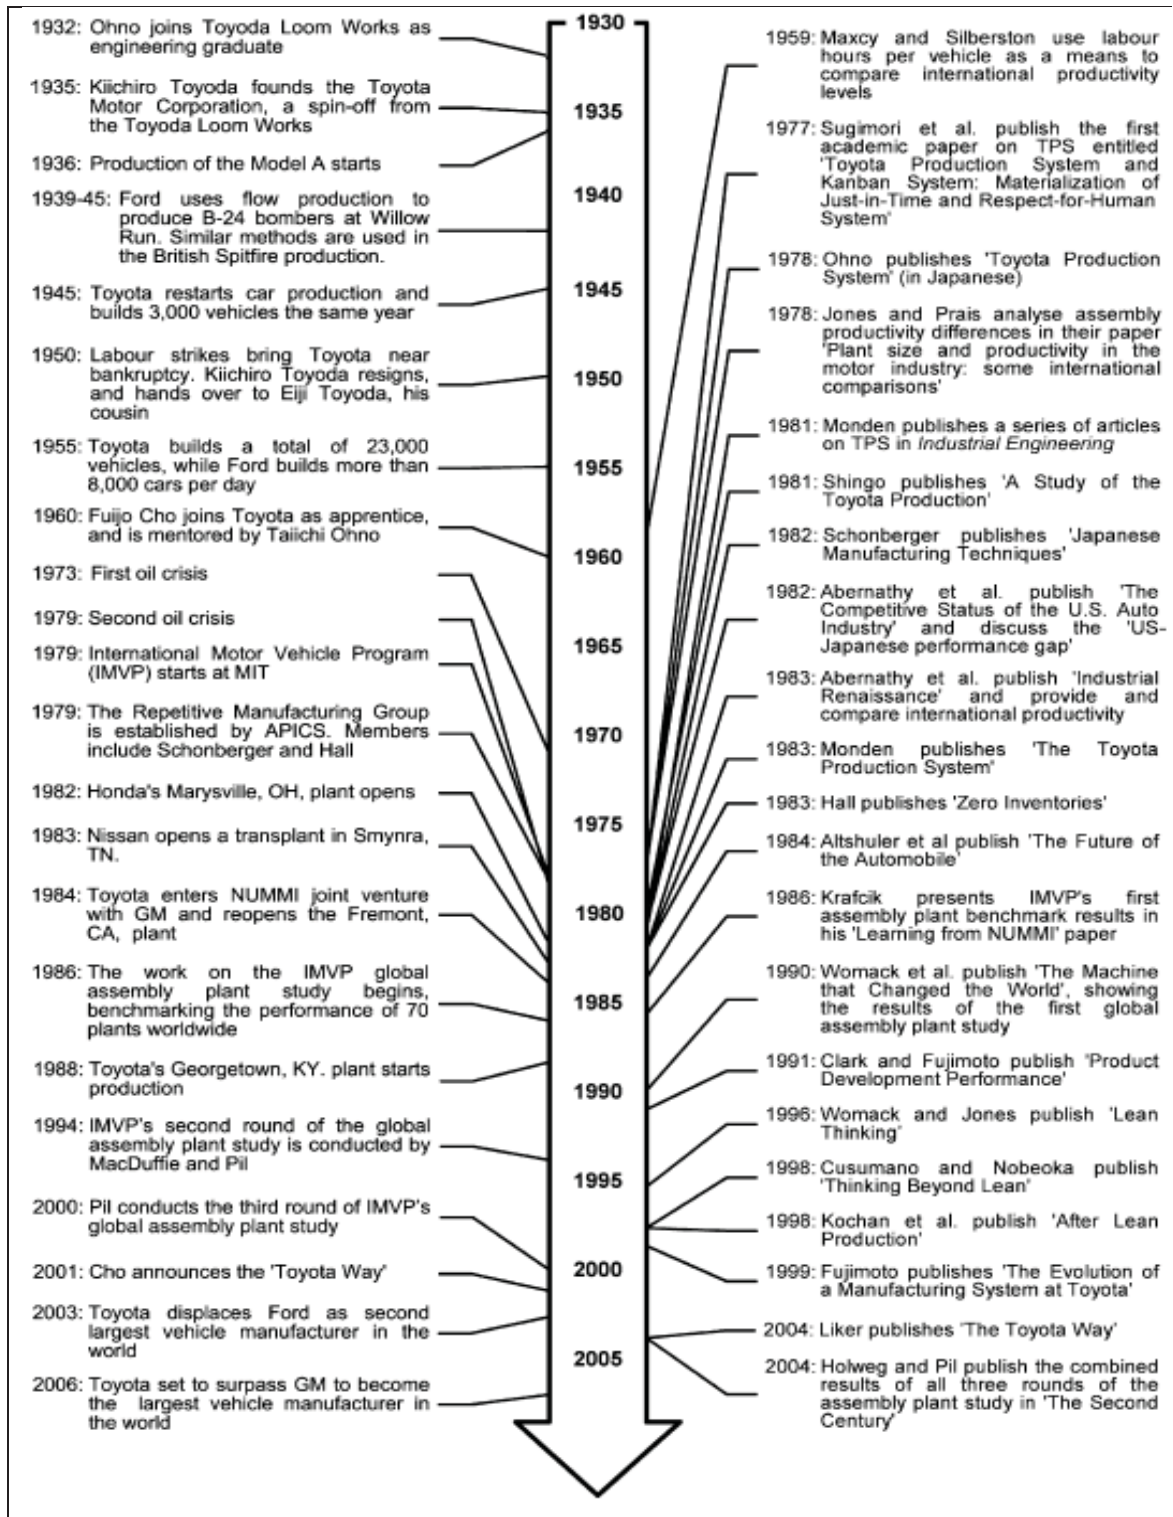 1932: Ohno joins Toyoda Loom Works as
engineering graduate
1935: Kiichiro Toyoda founds the Toyota
Motor Corporation, a spin-off from
the Toyoda Loom Works
1936: Production of the Model A starts
1939-45: Ford uses flow production to
produce B-24 bombers at Willow
Run. Similar methods are used in
the British Spitfire production.
1945: Toyota restarts car production and
builds 3,000 vehicles the same year
1950: Labour strikes bring Toyota near
bankruptcy. Kiichiro Toyoda resigns,
and hands over to Eiji Toyoda, his
cousin
1955: Toyota builds a total of 23,000
vehicles, while Ford builds more than
8,000 cars per day
1960: Fuijo Cho joins Toyota as apprentice,
and is mentored by Taiichi Ohno
1973: First oil crisis
1979: Second oil crisis
1979: International Motor Vehicle Program
(IMVP) starts at MIT
1979: The Repetitive Manufacturing Group
is established by APICS. Members
include Schonberger and Hall
1982: Honda's Marysville, OH, plant opens
1983: Nissan opens a transplant in Smynra,
TN.
1984: Toyota enters NUMMI joint venture
with GM and reopens the Fremont,
CA, plant
1986: The work on the IMVP global
assembly plant study begins,
benchmarking the performance of 70
plants worldwide
1988: Toyota's Georgetown, KY. plant starts
production
1994: IMVP's second round of the global
assembly plant study is conducted by
MacDuffie and Pil
2000: Pil conducts the third round of IMVP's
global assembly plant study
2001: Cho announces the 'Toyota Way'
2003: Toyota displaces Ford as second
largest vehicle manufacturer in the
world
2006: Toyota set to surpass GM to become
the largest vehicle manufacturer in
the world
1930
1935
1940
1945
1950
1955
1960
1965
1970
1975
1980
1985
1990
1995
2000
2005
1959: Maxcy and Silberston use labour
hours per vehicle as a means to
compare international productivity
levels
1977: Sugimori et al. publish the first
academic paper on TPS entitled
'Toyota Production System and
Kanban System: Materialization of
Just-in-Time and Respect-for-Human
System'
1978: Ohno publishes 'Toyota Production
System' (in Japanese)
1978: Jones and Prais analyse assembly
productivity differences in their paper
'Plant size and productivity in the
motor industry: some international
comparisons'
1981: Monden publishes a series of articles
on TPS in Industrial Engineering
1981: Shingo publishes 'A Study of the
Toyota Production'
1982: Schonberger publishes 'Japanese
Manufacturing Techniques'
1982: Abernathy et al. publish 'The
Competitive Status of the U.S. Auto
Industry' and discuss the 'US-
Japanese performance gap'
1983: Abernathy et al. publish 'Industrial
Renaissance' and provide and
compare international productivity
1983: Monden publishes 'The Toyota
Production System'
1983: Hall publishes 'Zero Inventories'
1984: Altshuler et al publish 'The Future of
the Automobile'
1986: Krafcik presents IMVP's first
assembly plant benchmark results in
his 'Learning from NUMMI' paper
1990: Womack et al. publish 'The Machine
that Changed the World', showing
the results of the first global
assembly plant study
1991: Clark and Fujimoto publish 'Product
Development Performance'
1996: Womack and Jones publish 'Lean
Thinking'
1998: Cusumano and Nobeoka publish
'Thinking Beyond Lean'
1998: Kochan et al. publish 'After Lean
Production'
1999: Fujimoto publishes 'The Evolution of
a Manufacturing System at Toyota'
2004: Liker publishes 'The Toyota Way'
2004: Holweg and Pil publish the combined
results of all three rounds of the
assembly plant study in 'The Second
Century'